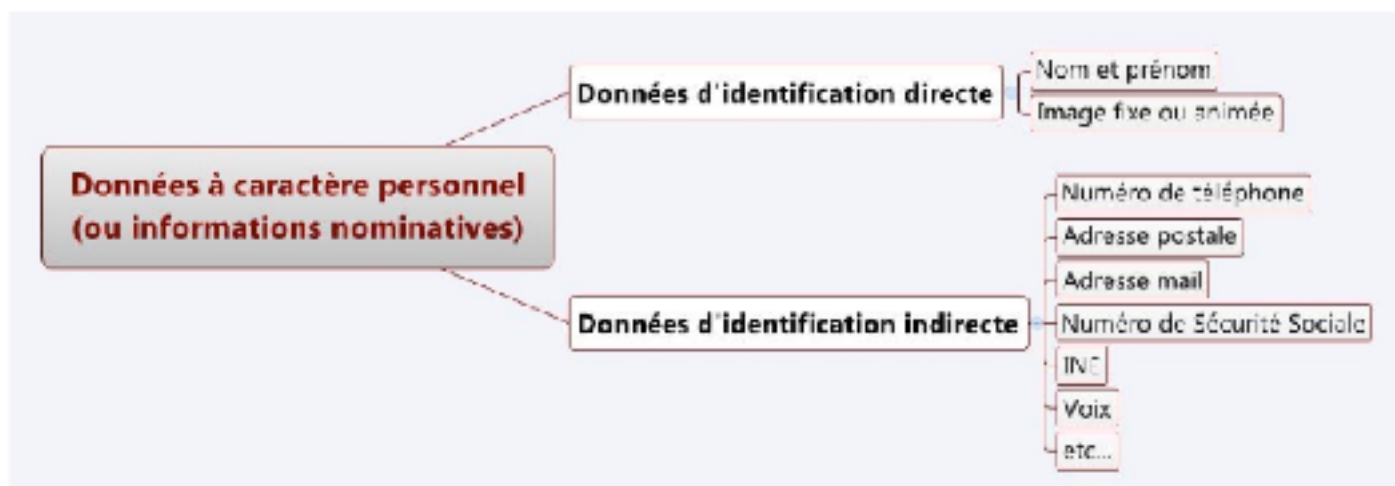 Données à caractère personnel
(ou informations nominatives)
Données d'identification directe
Nom et prénom
Image fixe ou animée
Données d'identification indirecte
Numéro de téléphone
Adresse postale
Adresse mail
Numéro de Sécurité Sociale
INE
Voix
etc...